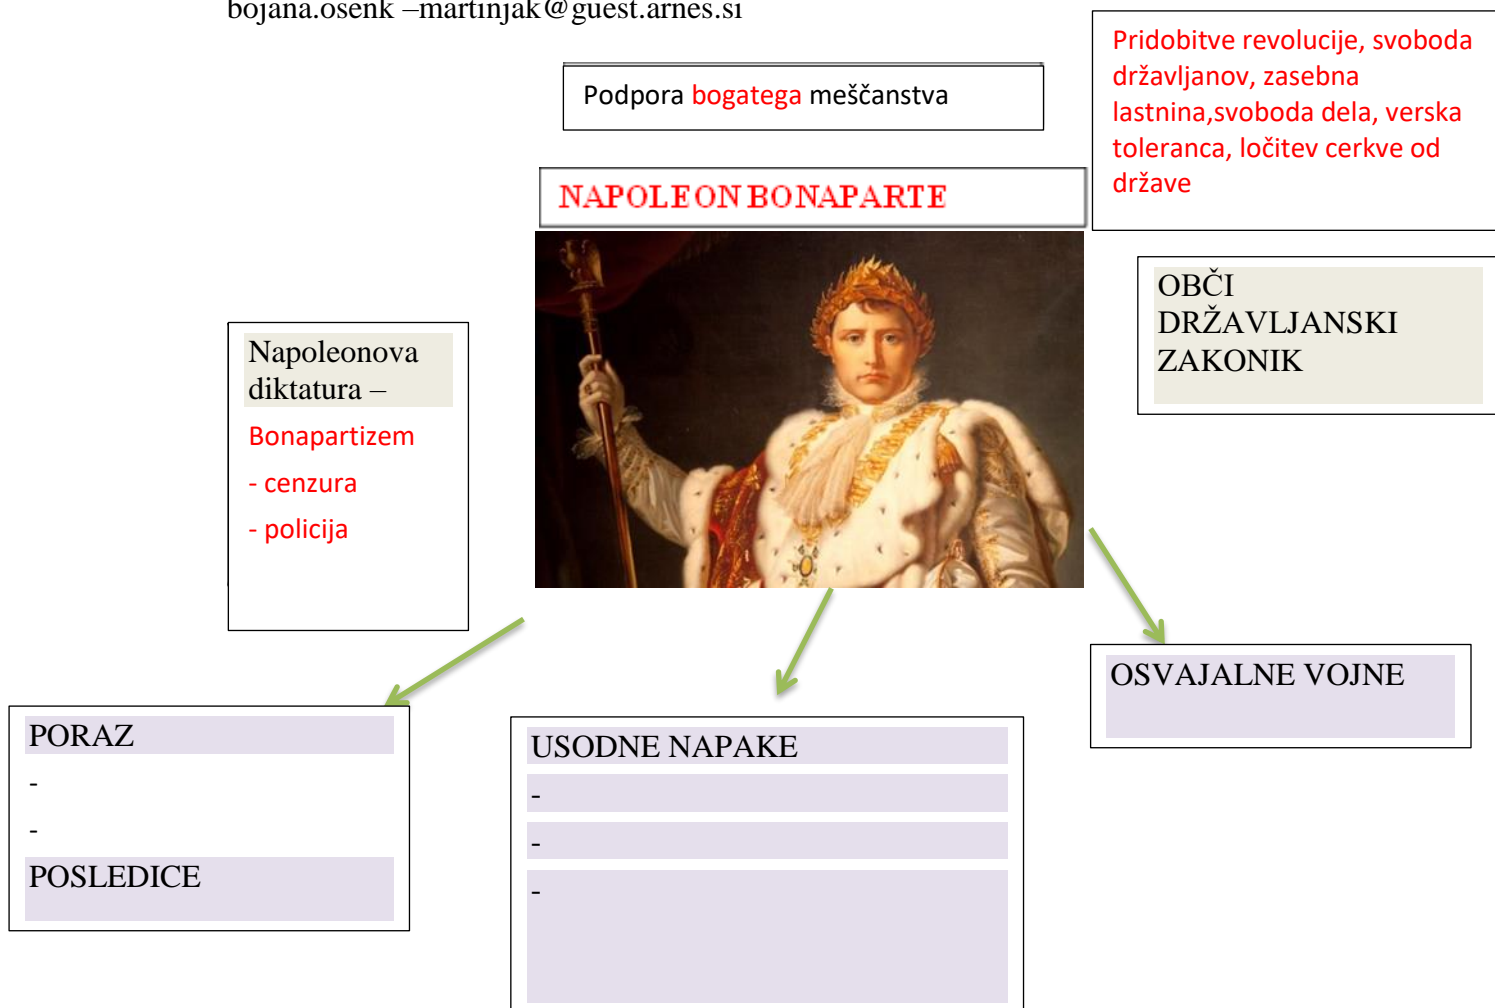 bojana.osenk –martinjak@guest.arnes.si
Podpora bogatega meščanstva
Pridobitve revolucije, svoboda
državljanov, zasebna
lastnina,svoboda dela, verska
toleranca, ločitev cerkve od
države
NAPOLEON BONAPARTE
OBČI
DRŽAVLJANSKI
ZAKONIK
Napoleonova
diktatura –
Bonapartizem
- cenzura
- policija
OSVAJALNE VOJNE
PORAZ
-
-
POSLEDICE
USODNE NAPAKE
-
-
-